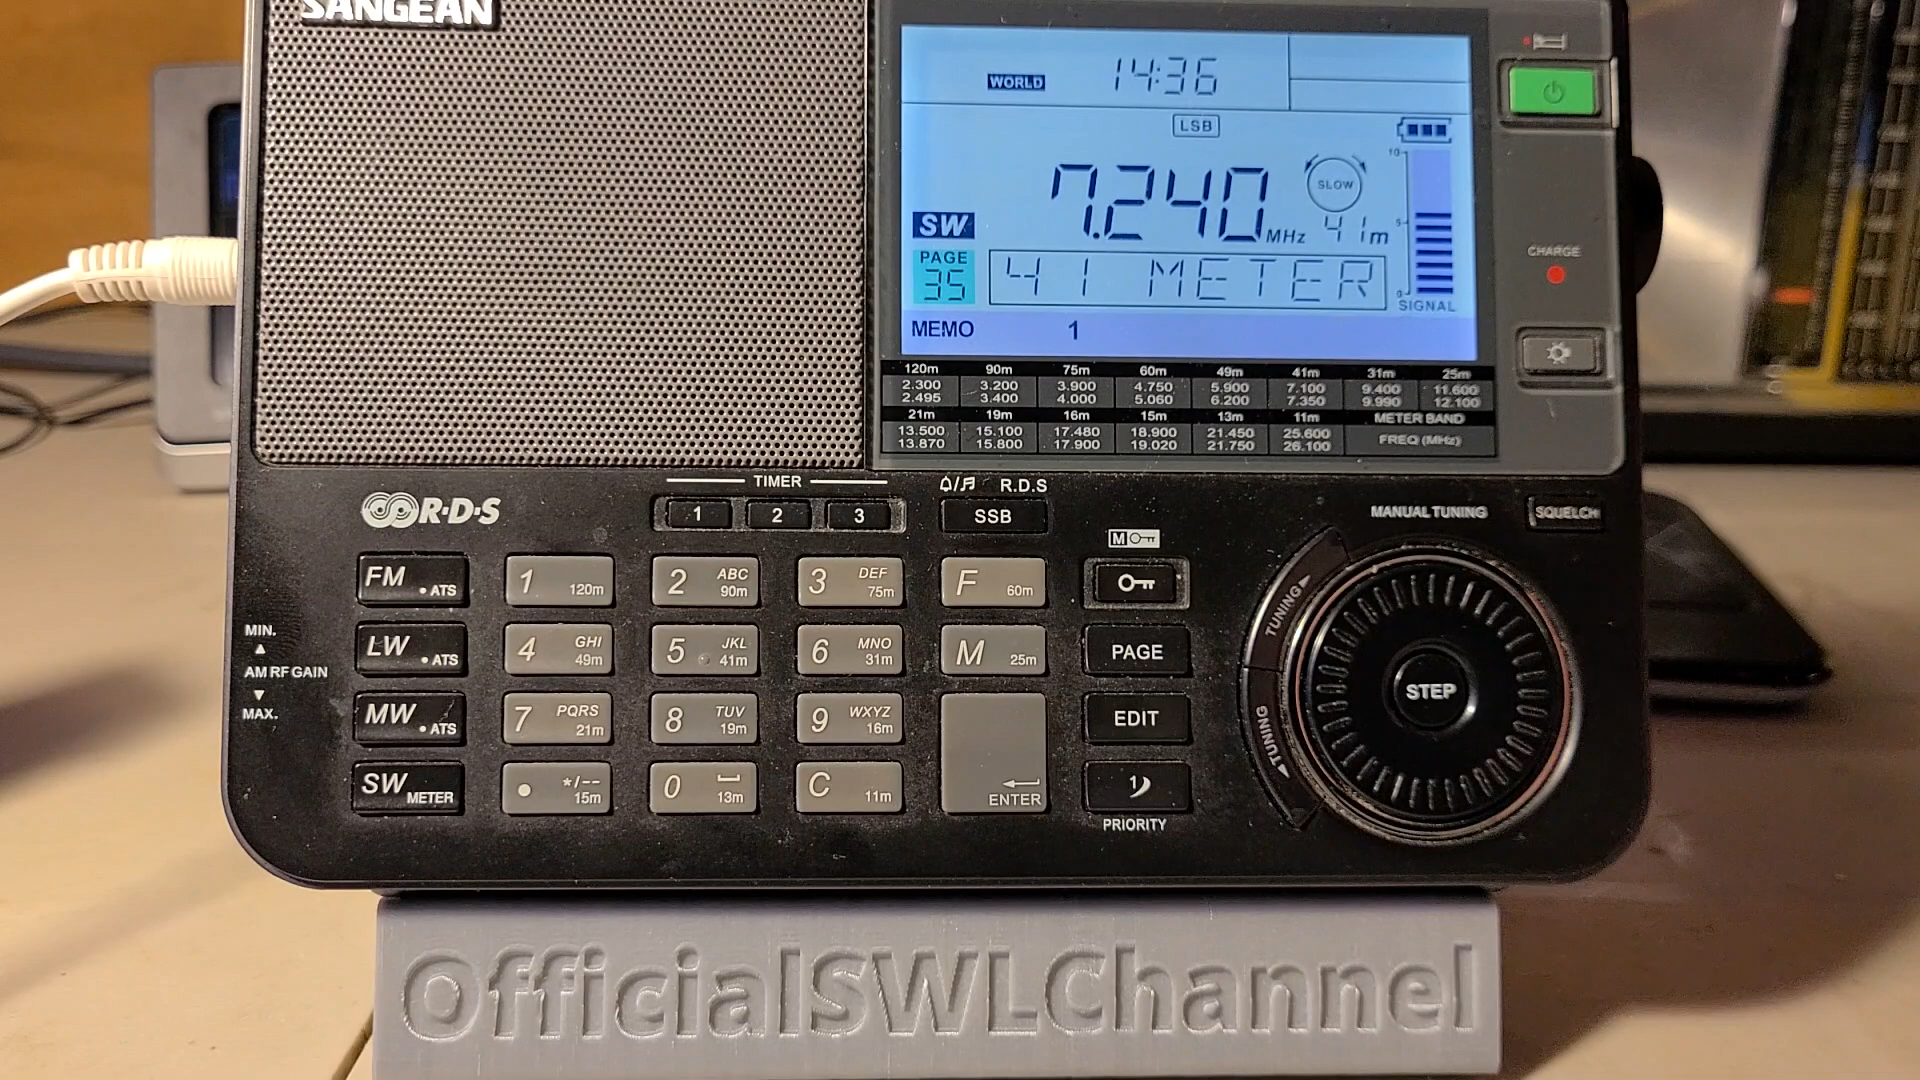 SANGEAN
WORLD 14:36
LSB
10
7.240 MHz 41m
SLOW
5
SW
PAGE
35
41 METER
0
SIGNAL
MEMO 1
CHARGE
120m 90m 75m 60m 49m 41m 31m 25m
2.300 3.200 3.900 4.750 5.900 7.100 9.400 11.600
2.495 3.400 4.000 5.060 6.200 7.350 9.990 12.100
21m 19m 16m 15m 13m 11m METER BAND
13.500 15.100 17.480 18.900 21.450 25.600 FREQ (MHz)
13.870 15.800 17.900 19.020 21.750 26.100
R·D·S
TIMER
1 2 3
R.D.S
SSB
MANUAL TUNING
SQUELCH
M
FM • ATS
1 120m
2 ABC 90m
3 DEF 75m
F 60m
LW • ATS
4 GHI 49m
5 JKL 41m
6 MNO 31m
M 25m
PAGE
MW • ATS
7 PQRS 21m
8 TUV 19m
9 WXYZ 16m
ENTER
EDIT
SW METER
• */-- 15m
0 13m
C 11m
1
PRIORITY
MIN.
▲
AM RF GAIN
▼
MAX.
TUNING▶
◀TUNING
STEP
OfficialSWLChannel